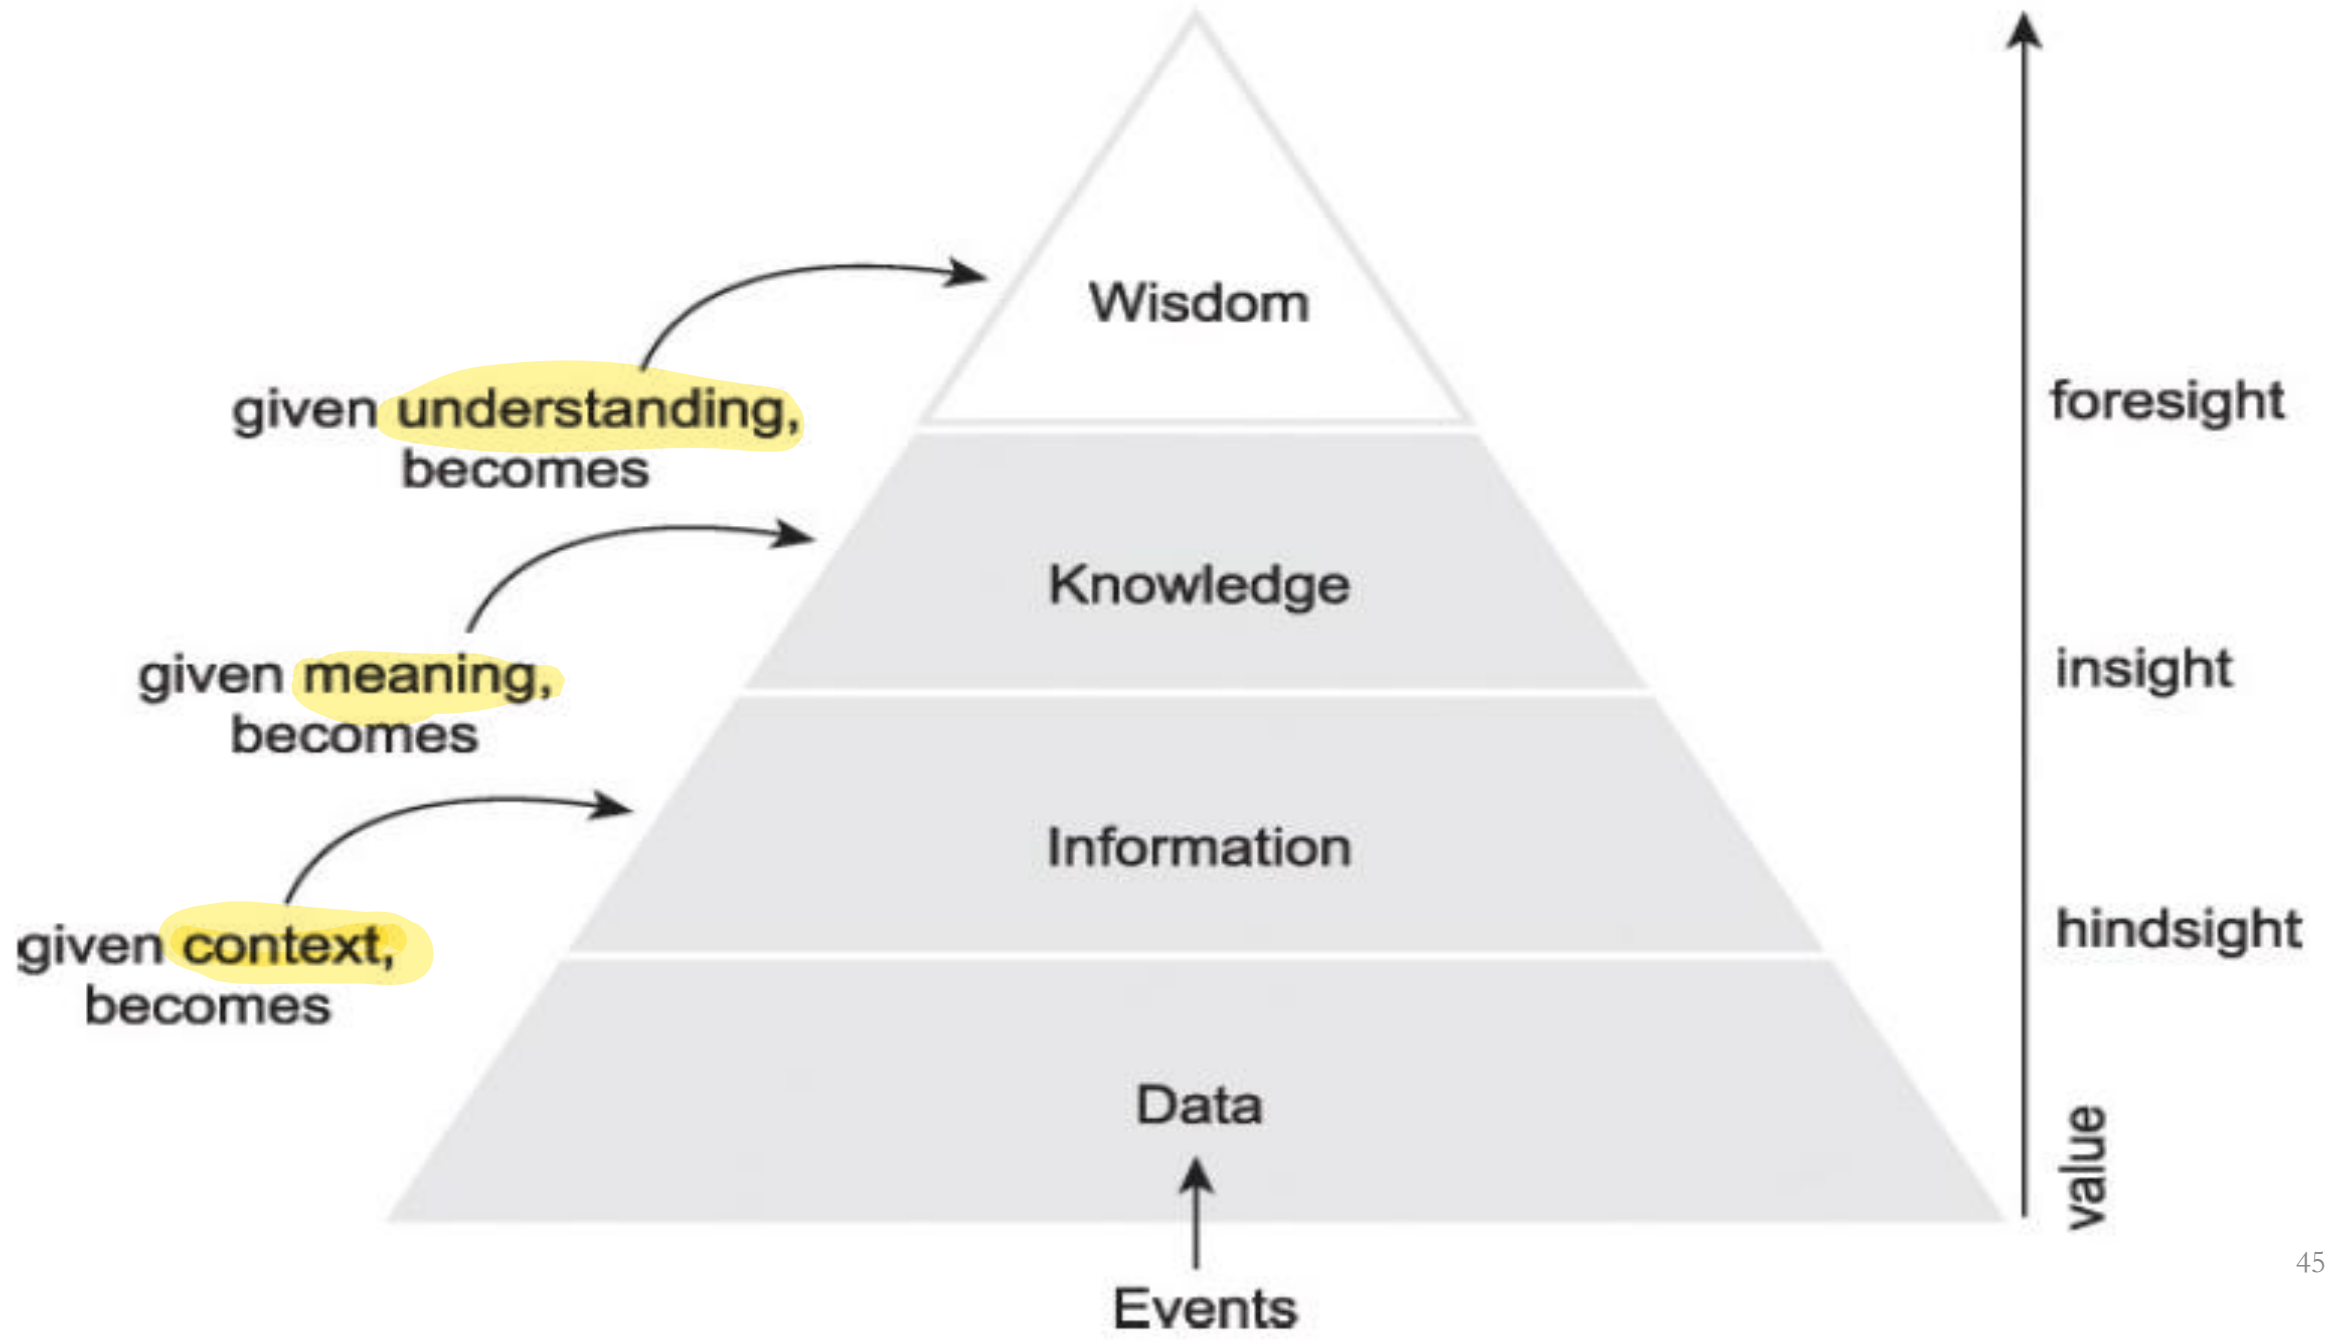 Wisdom
given understanding,
becomes
foresight
Knowledge
given meaning,
becomes
insight
Information
given context,
becomes
hindsight
Data
value
Events
45